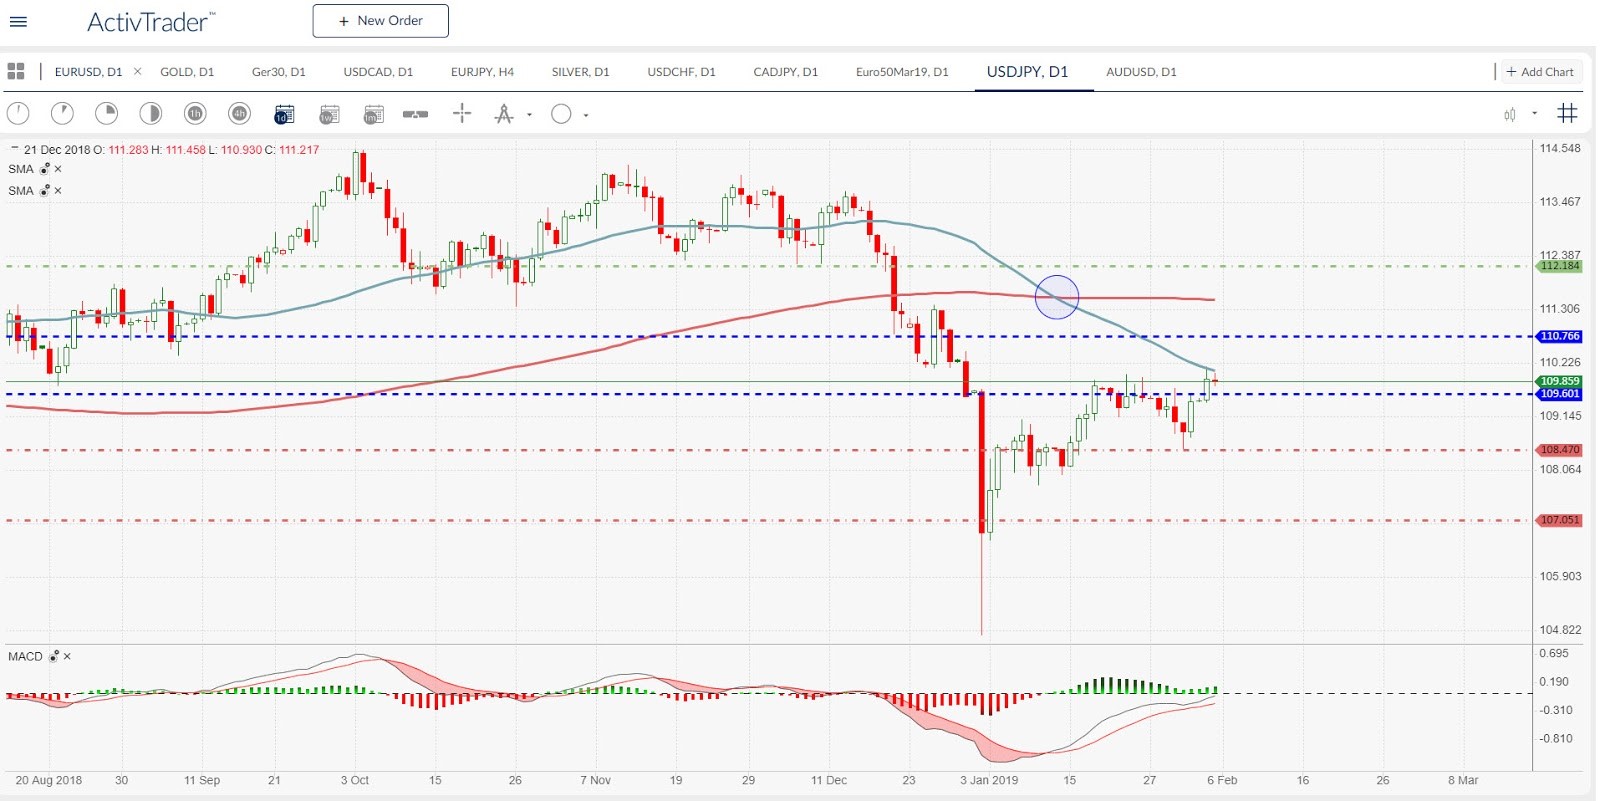 ActivTrader™
+ New Order
EURUSD, D1 × GOLD, D1 Ger30, D1 USDCAD, D1 EURJPY, H4 SILVER, D1 USDCHF, D1 CADJPY, D1 Euro50Mar19, D1 USDJPY, D1 AUDUSD, D1 + Add Chart
1h 4h 1d 1w 1m
21 Dec 2018 O: 111.283 H: 111.458 L: 110.930 C: 111.217
SMA ×
SMA ×
114.548
113.467
112.387
112.184
111.306
110.766
110.226
109.859
109.601
109.145
108.470
108.064
107.051
105.903
104.822
MACD ×
0.695
0.190
-0.310
-0.810
20 Aug 2018 30 11 Sep 21 3 Oct 15 26 7 Nov 19 29 11 Dec 23 3 Jan 2019 15 27 6 Feb 16 26 8 Mar